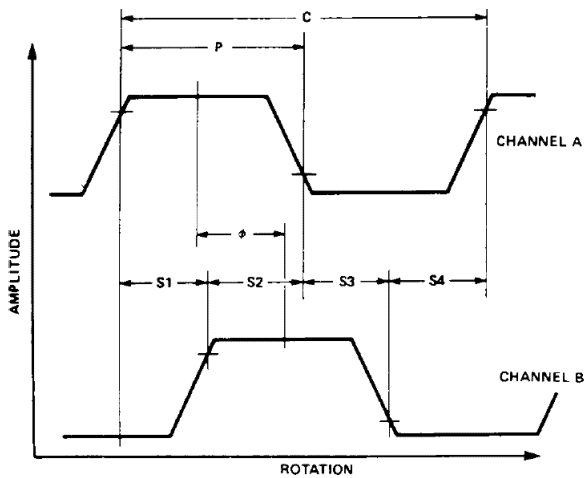 C
P
CHANNEL A
AMPLITUDE
ϕ
S1 S2 S3 S4
CHANNEL B
ROTATION